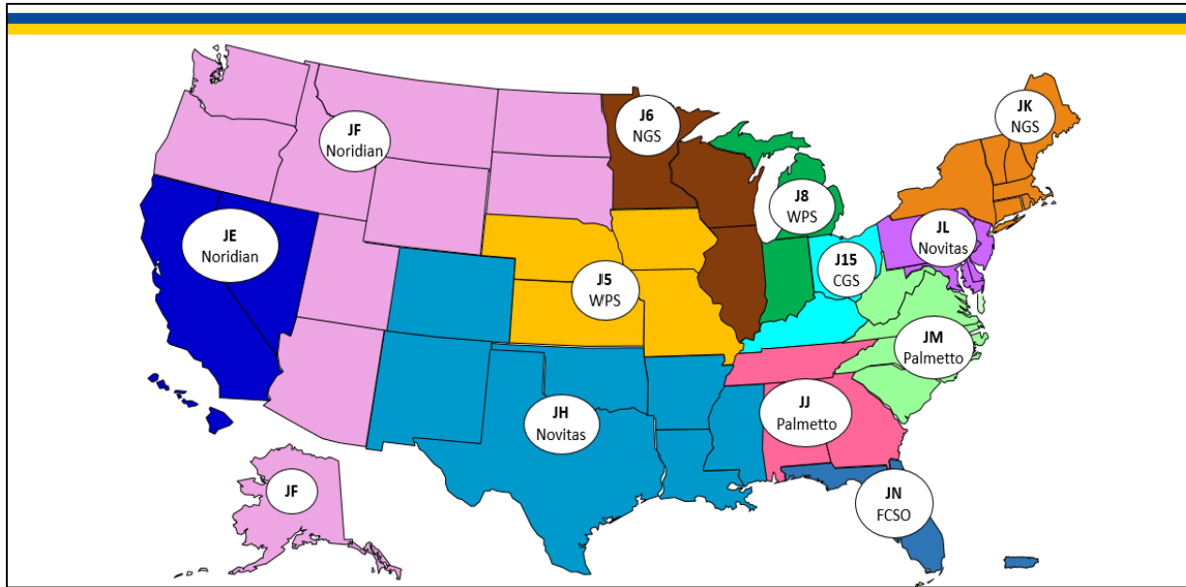 JF
Noridian
J6
NGS
JK
NGS
J8
WPS
JE
Noridian
JL
Novitas
J15
CGS
J5
WPS
JM
Palmetto
JH
Novitas
JJ
Palmetto
JF
JN
FCSO